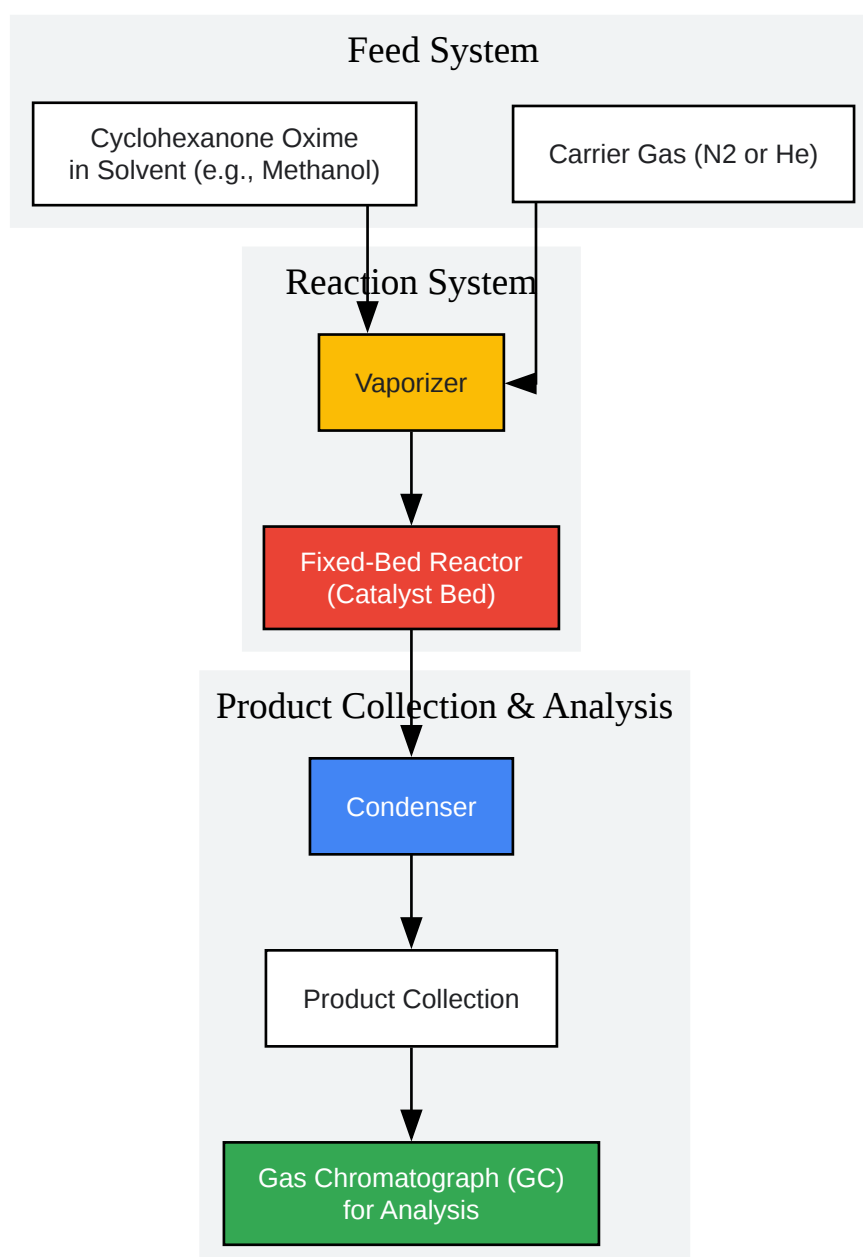 Feed System
Cyclohexanone Oxime
in Solvent (e.g., Methanol)
Carrier Gas (N2 or He)
Reaction System
Vaporizer
Fixed-Bed Reactor
(Catalyst Bed)
Product Collection & Analysis
Condenser
Product Collection
Gas Chromatograph (GC)
for Analysis